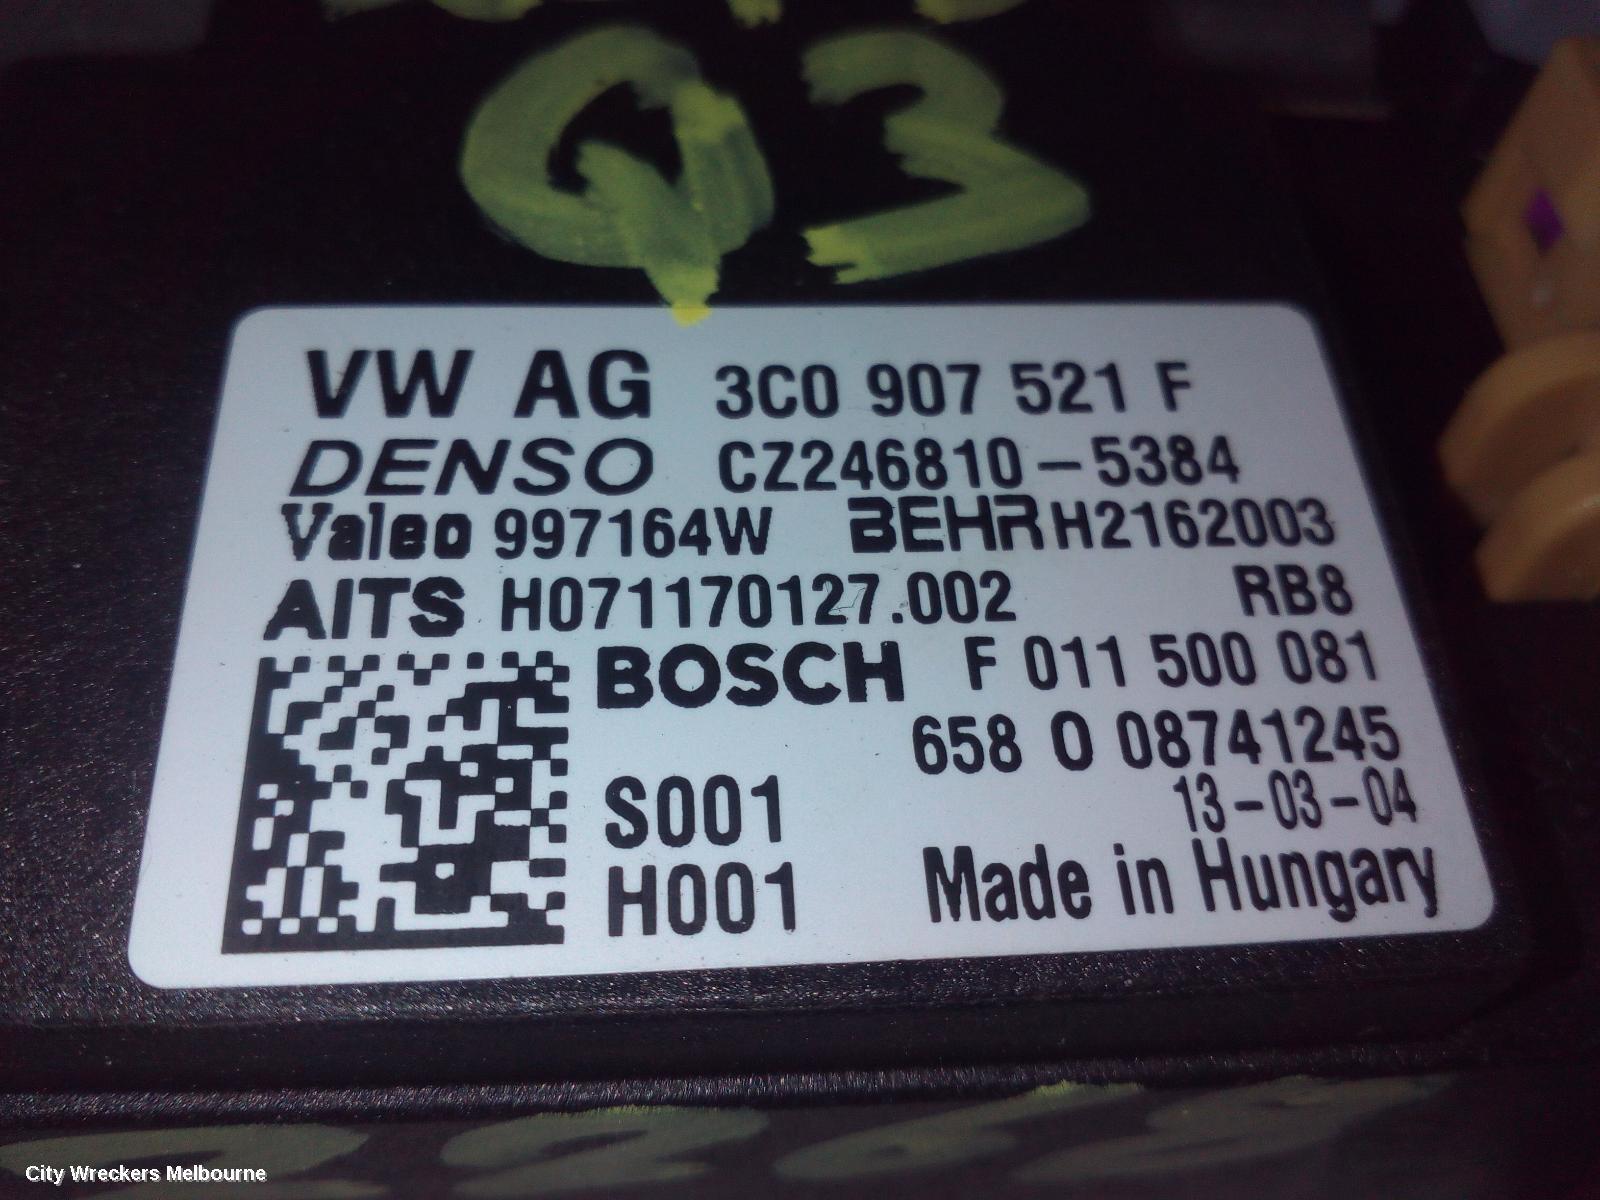 Q3
VW AG 3C0 907 521 F
DENSO CZ246810-5384
Valeo 997164W BEHR H2162003
AITS H071170127.002 RB8
BOSCH F 011 500 081
658 0 08741245
S001 13-03-04
H001 Made in Hungary
City Wreckers Melbourne